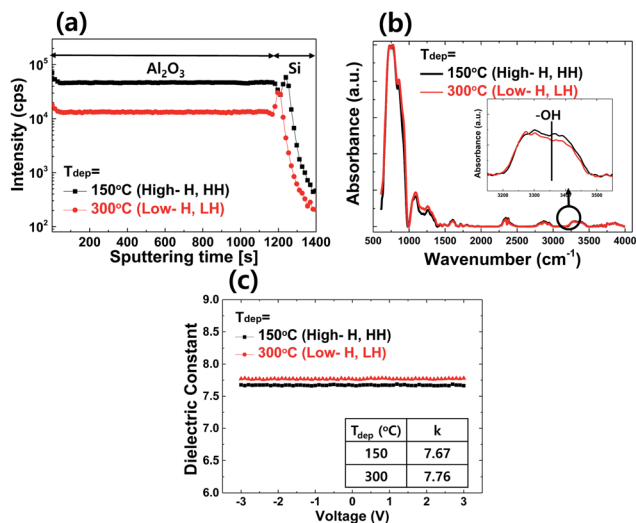 (a)
Al₂O₃
Si
10⁵
10⁴
10³
10²
Intensity (cps)
T_dep=
150°C (High- H, HH)
300°C (Low- H, LH)
200 400 600 800 1000 1200 1400
Sputtering time [s]
(b)
T_dep=
150°C (High- H, HH)
300°C (Low- H, LH)
Absorbance (a.u.)
-OH
Absorbance (a.u.)
3200 3300 3400 3500
500 1000 1500 2000 2500 3000 3500 4000
Wavenumber (cm⁻¹)
(c)
9.0
8.5
8.0
7.5
7.0
6.5
6.0
Dielectric Constant
T_dep=
150°C (High- H, HH)
300°C (Low- H, LH)
T_dep (°C) k
150 7.67
300 7.76
-3 -2 -1 0 1 2 3
Voltage (V)